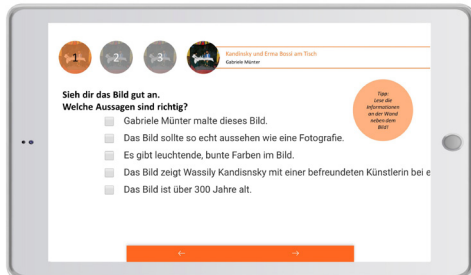 1
2
3
Kandinsky und Erma Bossi am Tisch
Gabriele Münter
Sieh dir das Bild gut an.
Welche Aussagen sind richtig?
Tipp:
Lese die
Informationen
an der Wand
neben dem
Bild!
Gabriele Münter malte dieses Bild.
Das Bild sollte so echt aussehen wie eine Fotografie.
Es gibt leuchtende, bunte Farben im Bild.
Das Bild zeigt Wassily Kandisnsky mit einer befreundeten Künstlerin bei e
Das Bild ist über 300 Jahre alt.